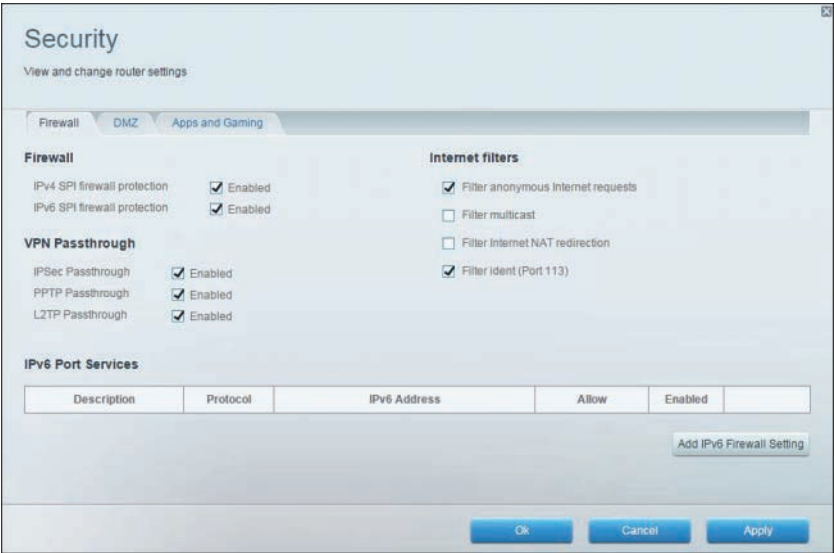 Security
View and change router settings
Firewall DMZ Apps and Gaming
Firewall
IPv4 SPI firewall protection Enabled
IPv6 SPI firewall protection Enabled
VPN Passthrough
IPSec Passthrough Enabled
PPTP Passthrough Enabled
L2TP Passthrough Enabled
Internet filters
Filter anonymous Internet requests
Filter multicast
Filter Internet NAT redirection
Filter ident (Port 113)
IPv6 Port Services
Description Protocol IPv6 Address Allow Enabled
Add IPv6 Firewall Setting
Ok Cancel Apply